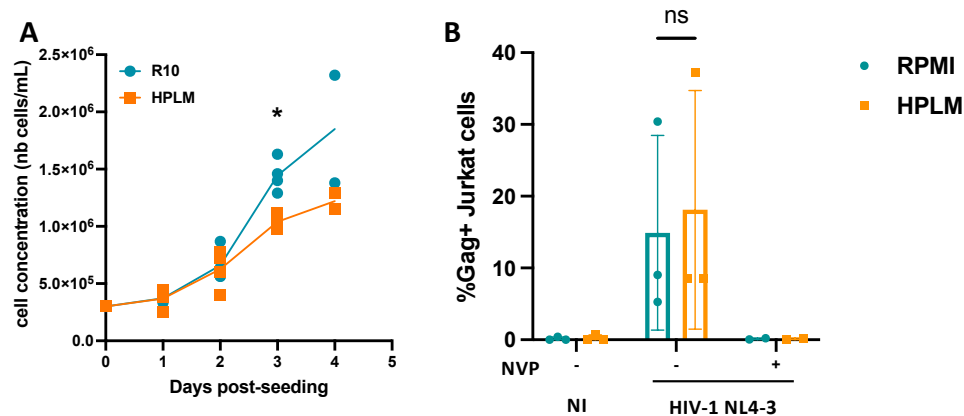 A
2.5×10⁶
2.0×10⁶
1.5×10⁶
1.0×10⁶
5.0×10⁵
0.0
cell concentration (nb cells/mL)
R10
HPLM
*
0 1 2 3 4 5
Days post-seeding
B
ns
40
30
20
10
0
%Gag+ Jurkat cells
RPMI
HPLM
NVP - - +
NI HIV-1 NL4-3